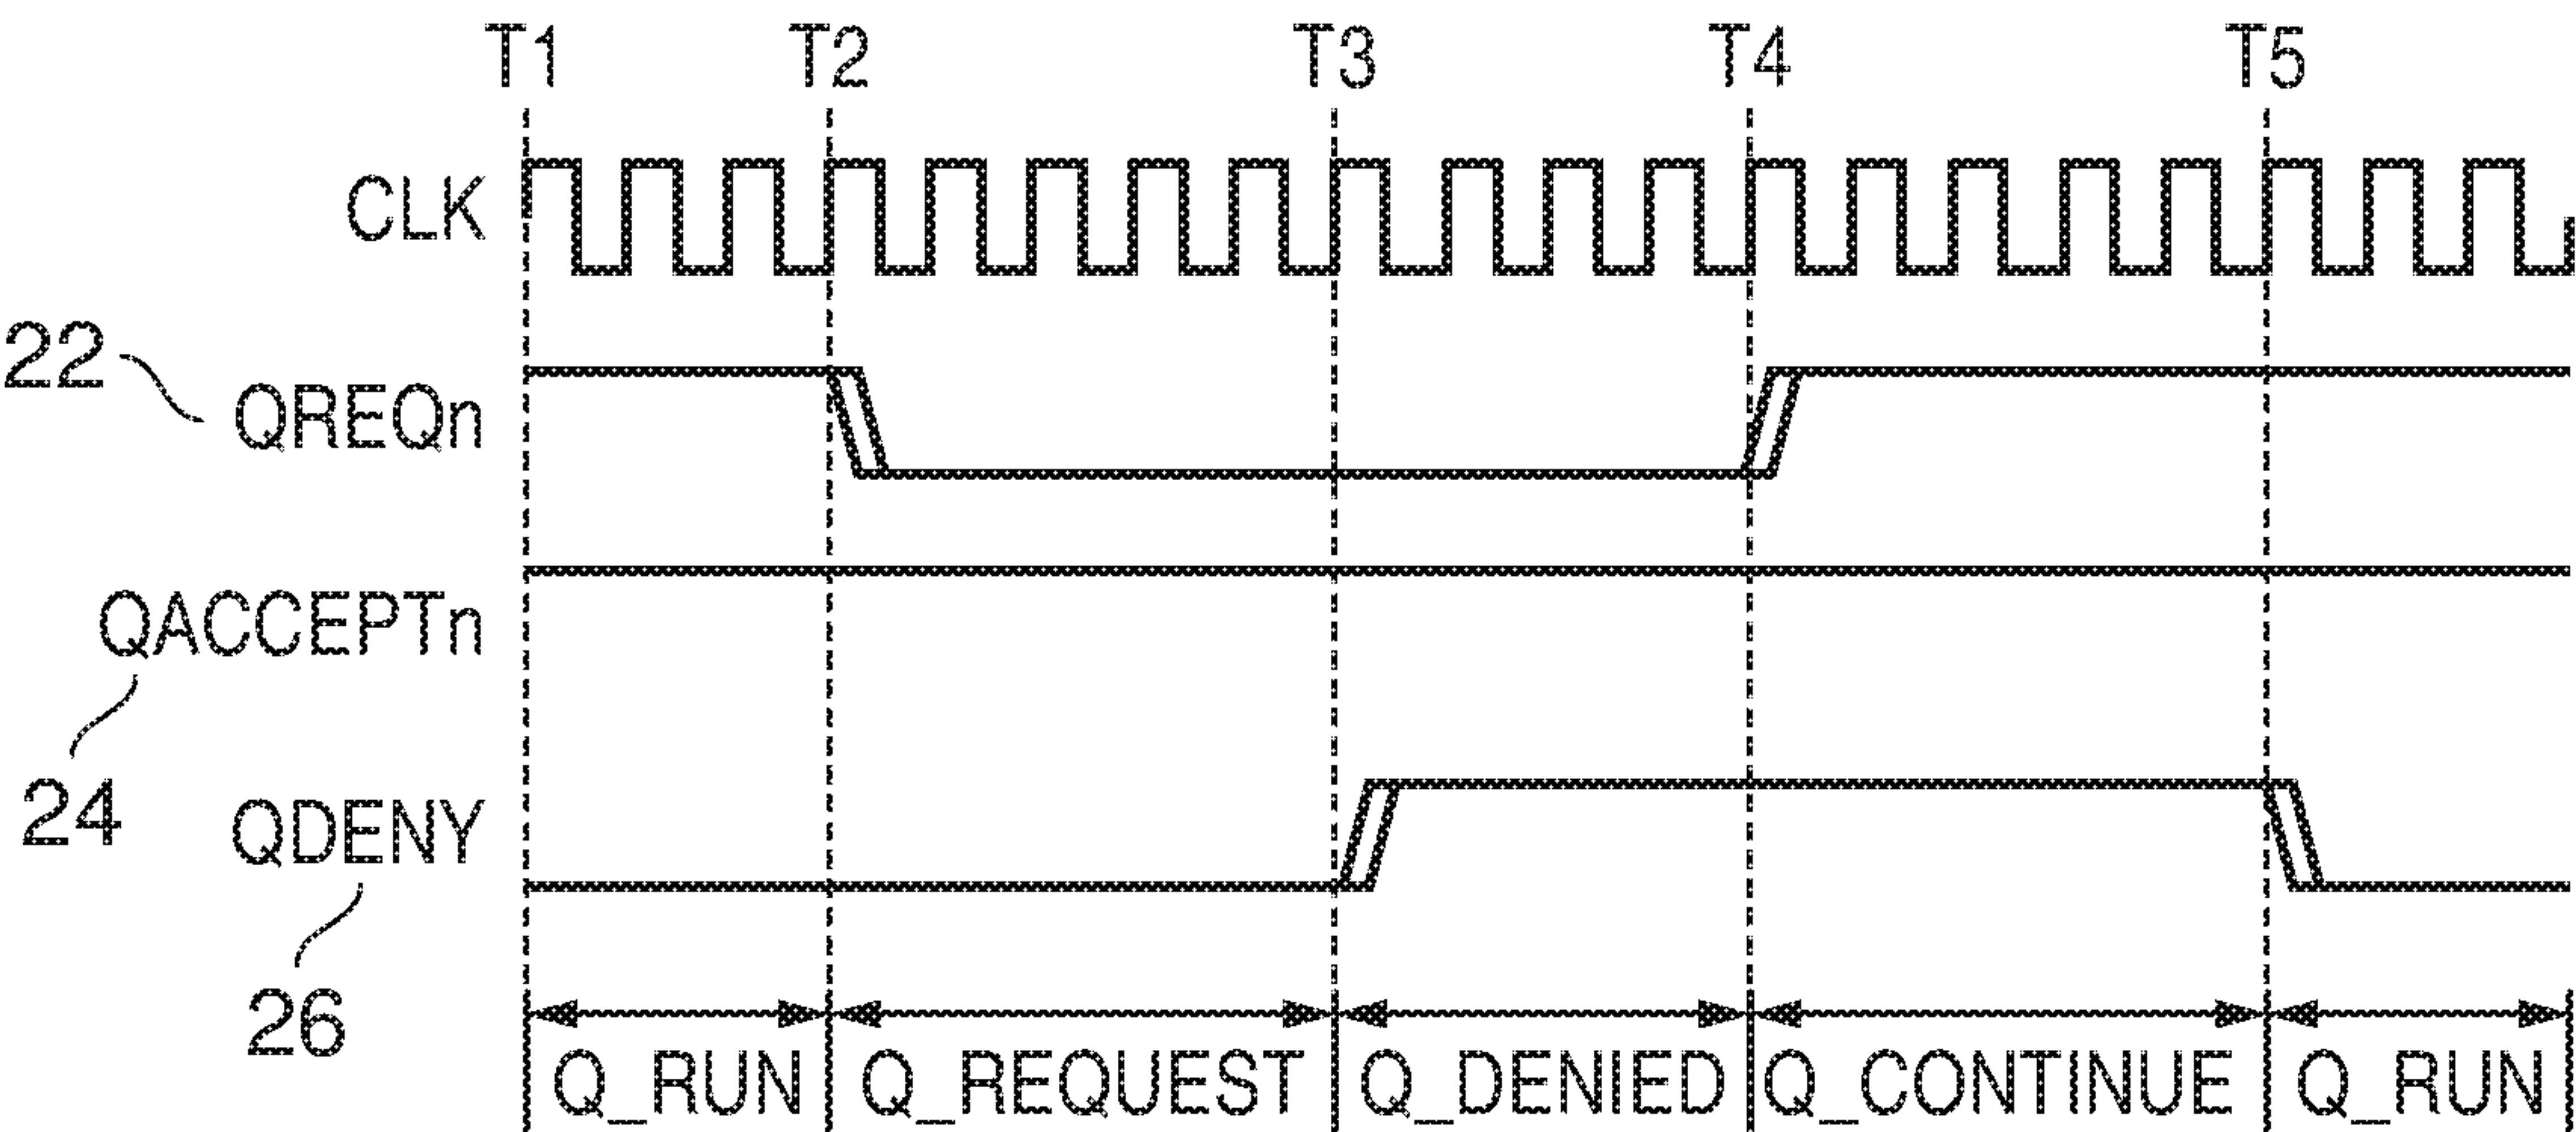 T1 T2 T3 T4 T5
CLK
22
QREQn
QACCEPTn
24
QDENY
26
Q_RUN Q_REQUEST Q_DENIED Q_CONTINUE Q_RUN